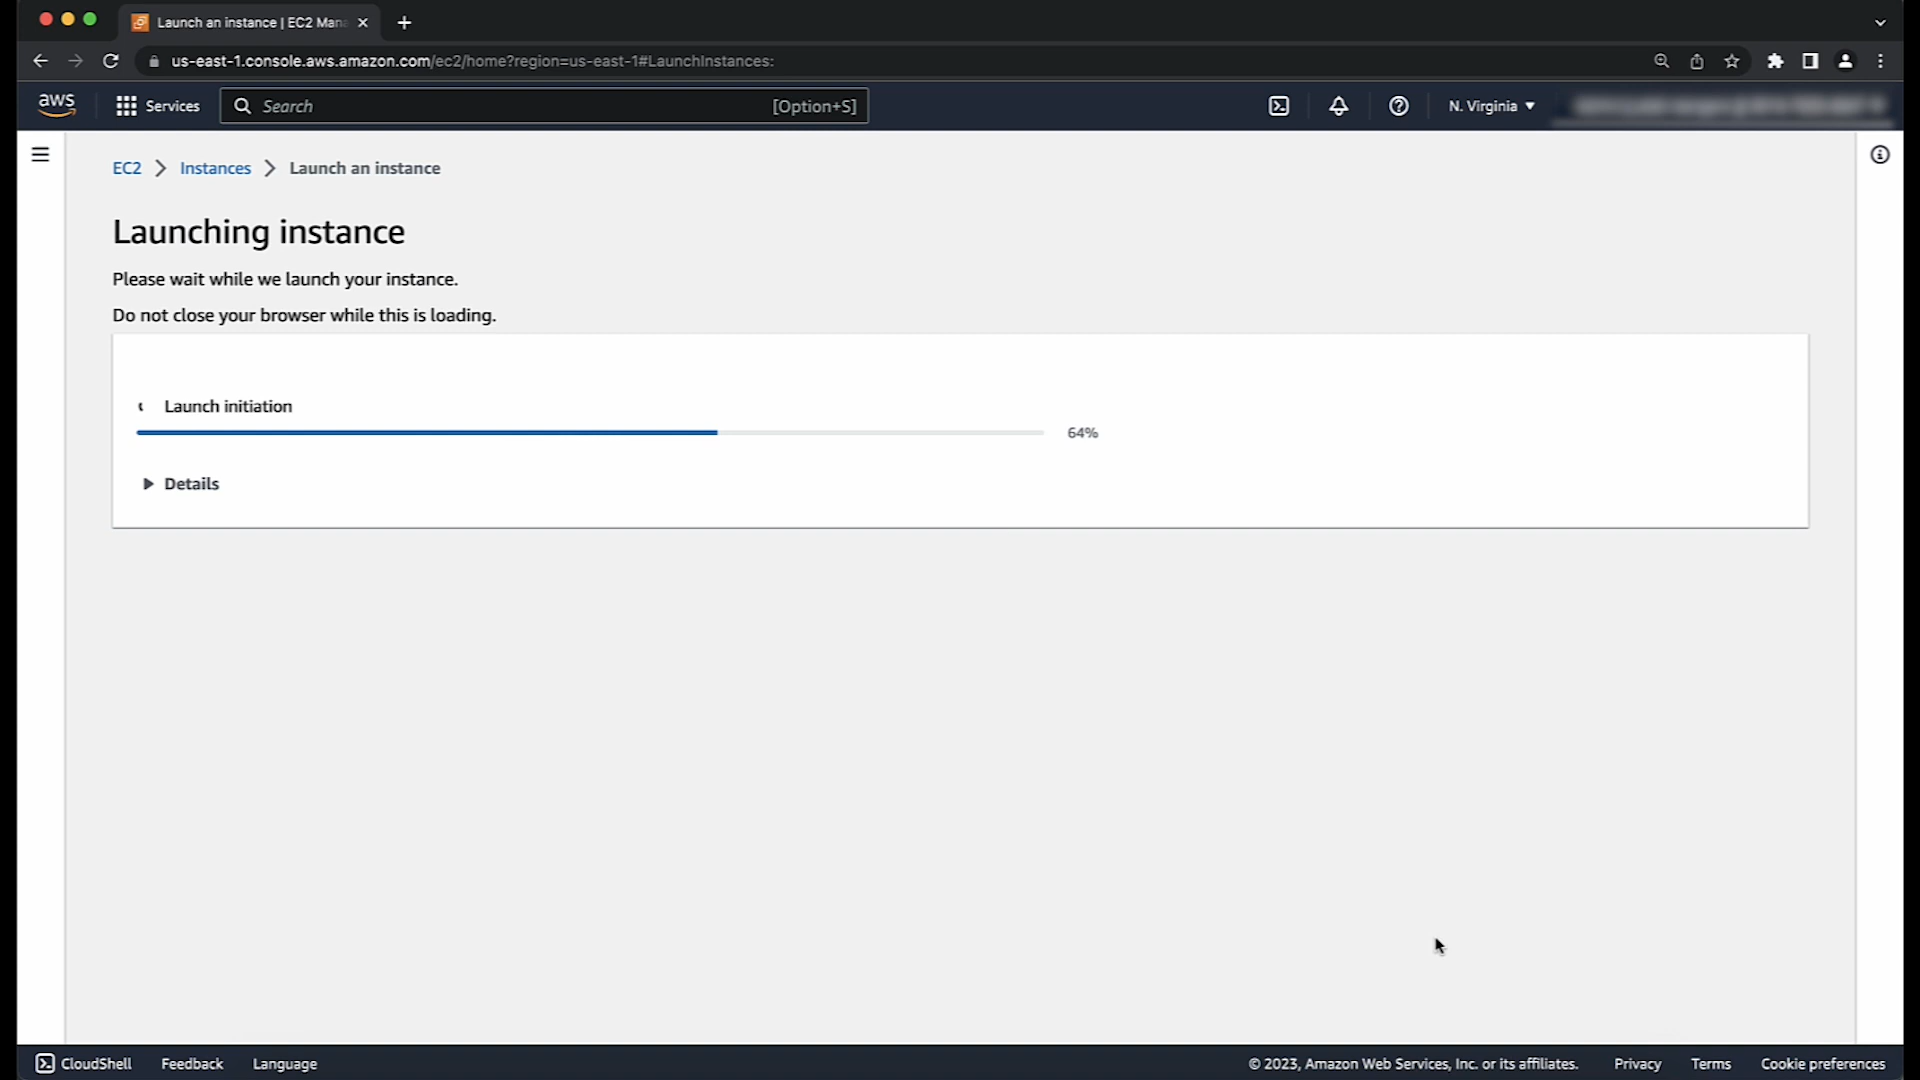 Launch an instance | EC2 Man
us-east-1.console.aws.amazon.com/ec2/home?region=us-east-1#LaunchInstances:
aws
Services
Search
[Option+S]
N. Virginia
EC2 > Instances > Launch an instance
Launching instance
Please wait while we launch your instance.
Do not close your browser while this is loading.
Launch initiation
64%
Details
CloudShell
Feedback
Language
© 2023, Amazon Web Services, Inc. or its affiliates.
Privacy
Terms
Cookie preferences